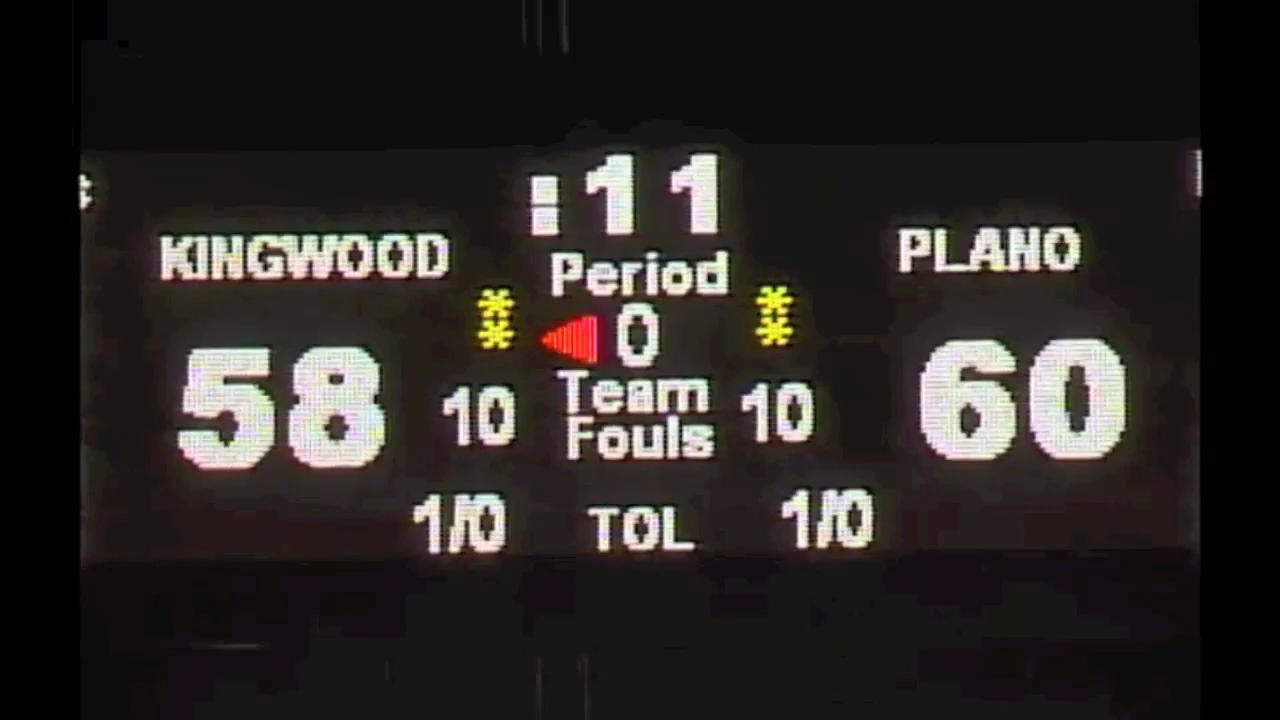 :11
KINGWOOD Period PLANO
** 0 **
58 10 Team Fouls 10 60
1/0 TOL 1/0